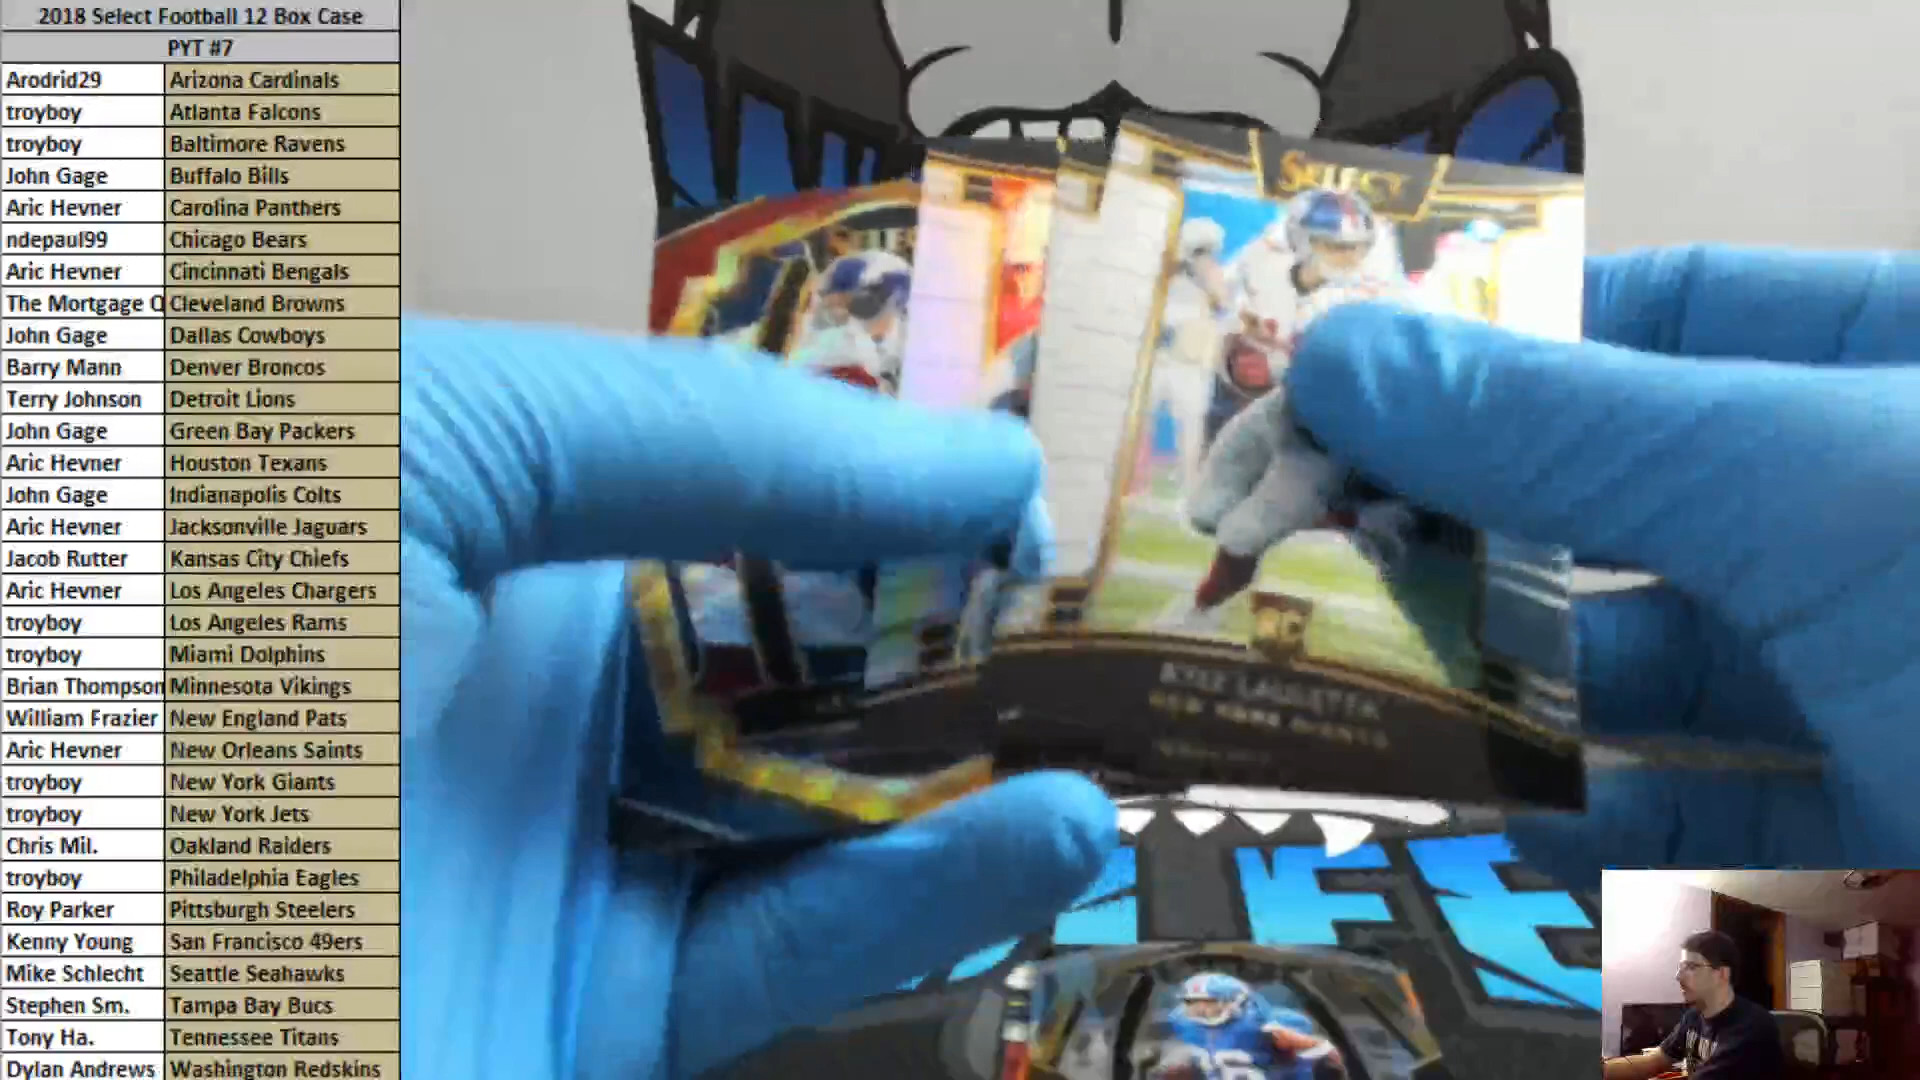 2018 Select Football 12 Box Case
PYT #7
Arodrid29 Arizona Cardinals
troyboy Atlanta Falcons
troyboy Baltimore Ravens
John Gage Buffalo Bills
Aric Hevner Carolina Panthers
ndepaul99 Chicago Bears
Aric Hevner Cincinnati Bengals
The Mortgage Cleveland Browns
John Gage Dallas Cowboys
Barry Mann Denver Broncos
Terry Johnson Detroit Lions
John Gage Green Bay Packers
Aric Hevner Houston Texans
John Gage Indianapolis Colts
Aric Hevner Jacksonville Jaguars
Jacob Rutter Kansas City Chiefs
Aric Hevner Los Angeles Chargers
troyboy Los Angeles Rams
troyboy Miami Dolphins
Brian Thompson Minnesota Vikings
William Frazier New England Pats
Aric Hevner New Orleans Saints
troyboy New York Giants
troyboy New York Jets
Chris Mil. Oakland Raiders
troyboy Philadelphia Eagles
Roy Parker Pittsburgh Steelers
Kenny Young San Francisco 49ers
Mike Schlecht Seattle Seahawks
Stephen Sm. Tampa Bay Bucs
Tony Ha. Tennessee Titans
Dylan Andrews Washington Redskins
SELECT
RC
KYLE LAULETTA
NEW YORK GIANTS